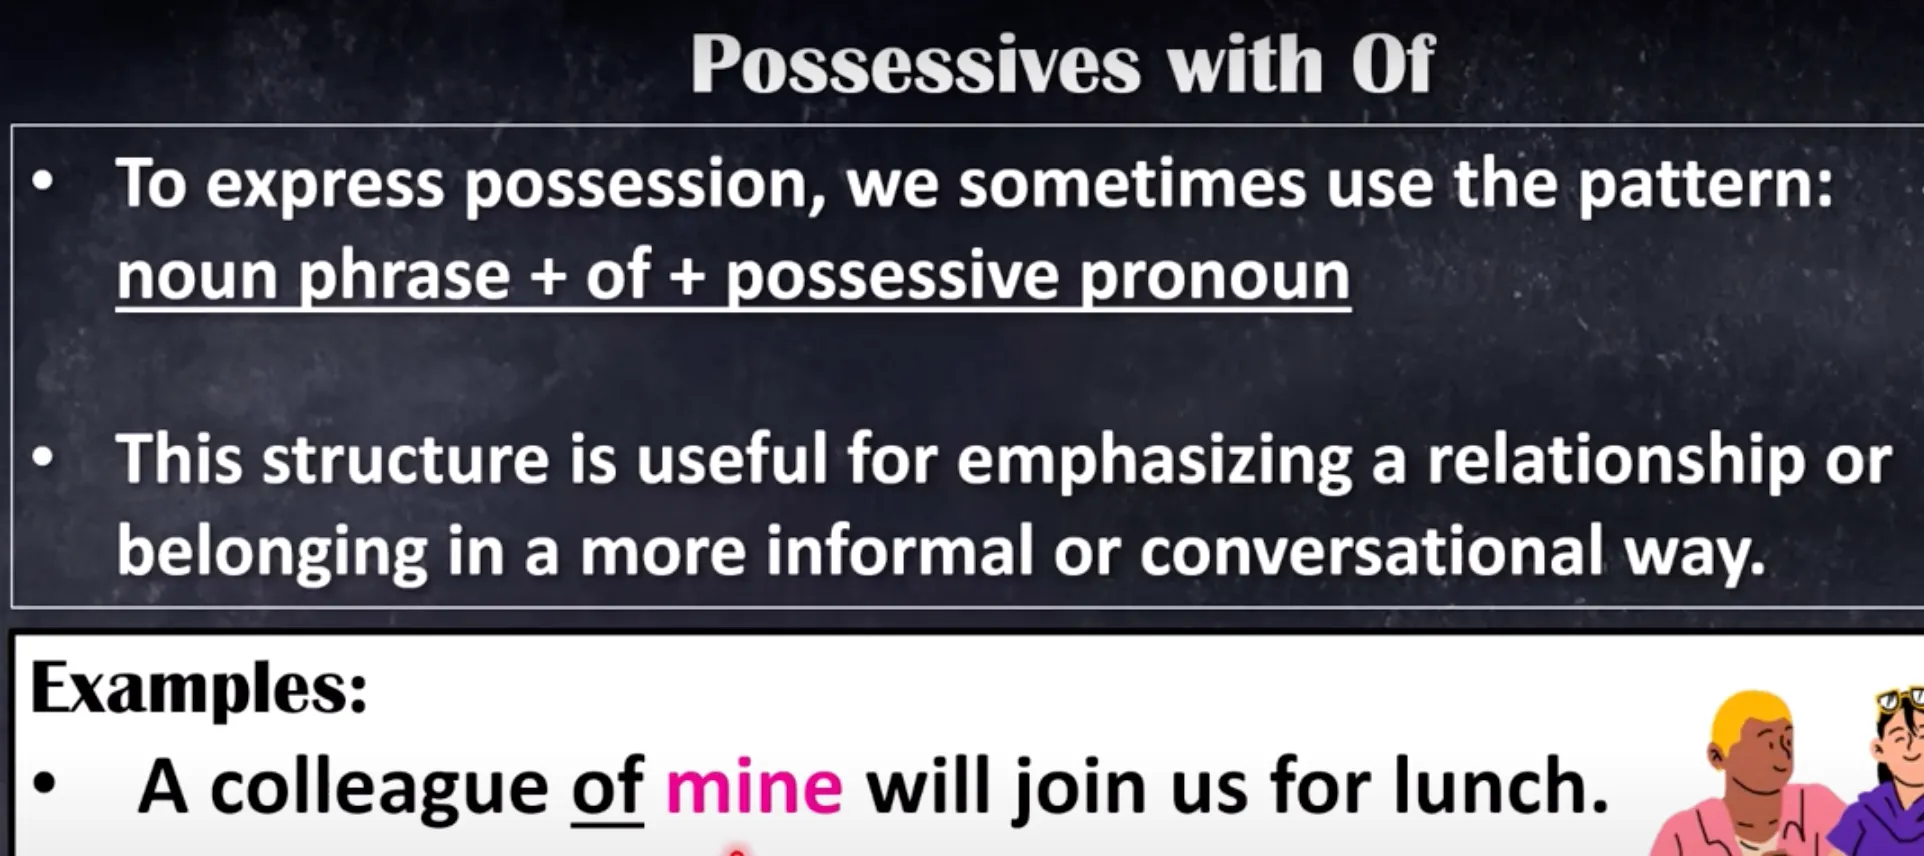 Possessives with Of
• To express possession, we sometimes use the pattern:
noun phrase + of + possessive pronoun
• This structure is useful for emphasizing a relationship or
belonging in a more informal or conversational way.
Examples:
• A colleague of mine will join us for lunch.